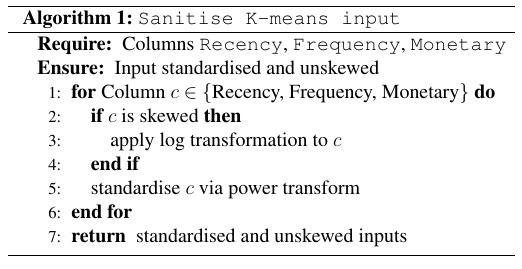 Algorithm 1: Sanitise K-means input
Require: Columns Recency, Frequency, Monetary
Ensure: Input standardised and unskewed
1: for Column c ∈ {Recency, Frequency, Monetary} do
2: if c is skewed then
3: apply log transformation to c
4: end if
5: standardise c via power transform
6: end for
7: return standardised and unskewed inputs